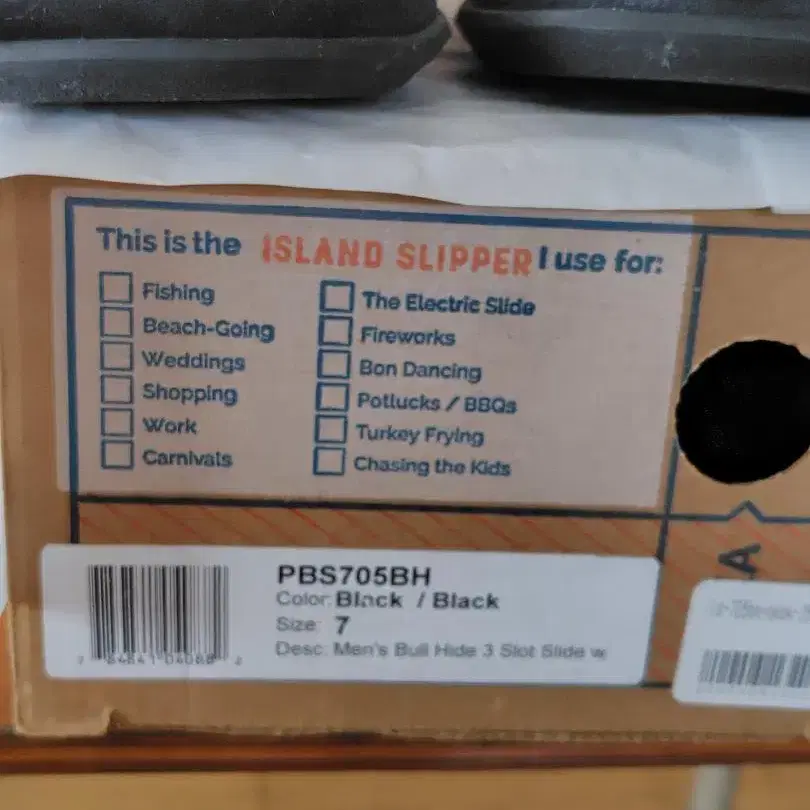 This is the ISLAND SLIPPER I use for:
Fishing
Beach-Going
Weddings
Shopping
Work
Carnivals
The Electric Slide
Fireworks
Bon Dancing
Potlucks / BBQs
Turkey Frying
Chasing the Kids
A
PBS705BH
Color: Black / Black
Size: 7
Desc: Men's Bull Hide 3 Slot Slide w